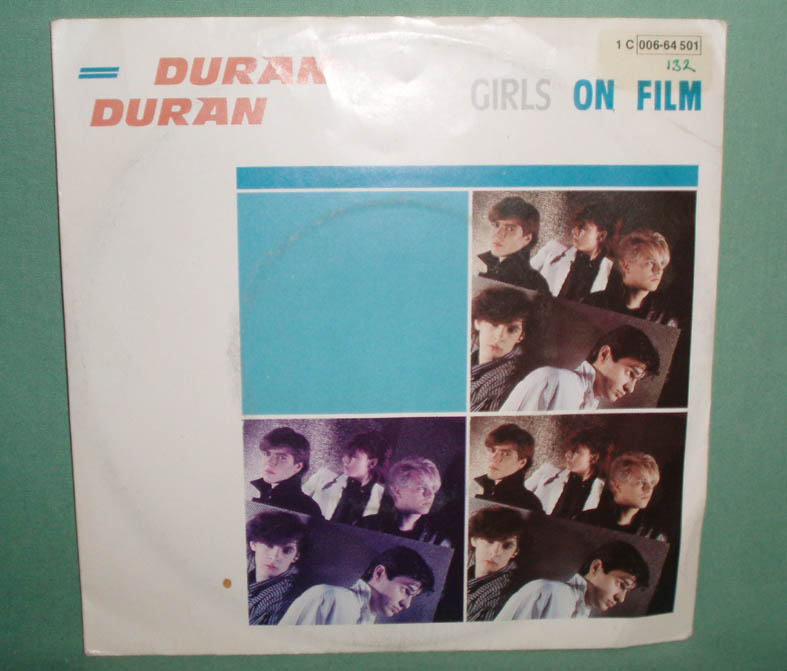 1 C 006-64 501
132
= DURAN
DURAN
GIRLS ON FILM